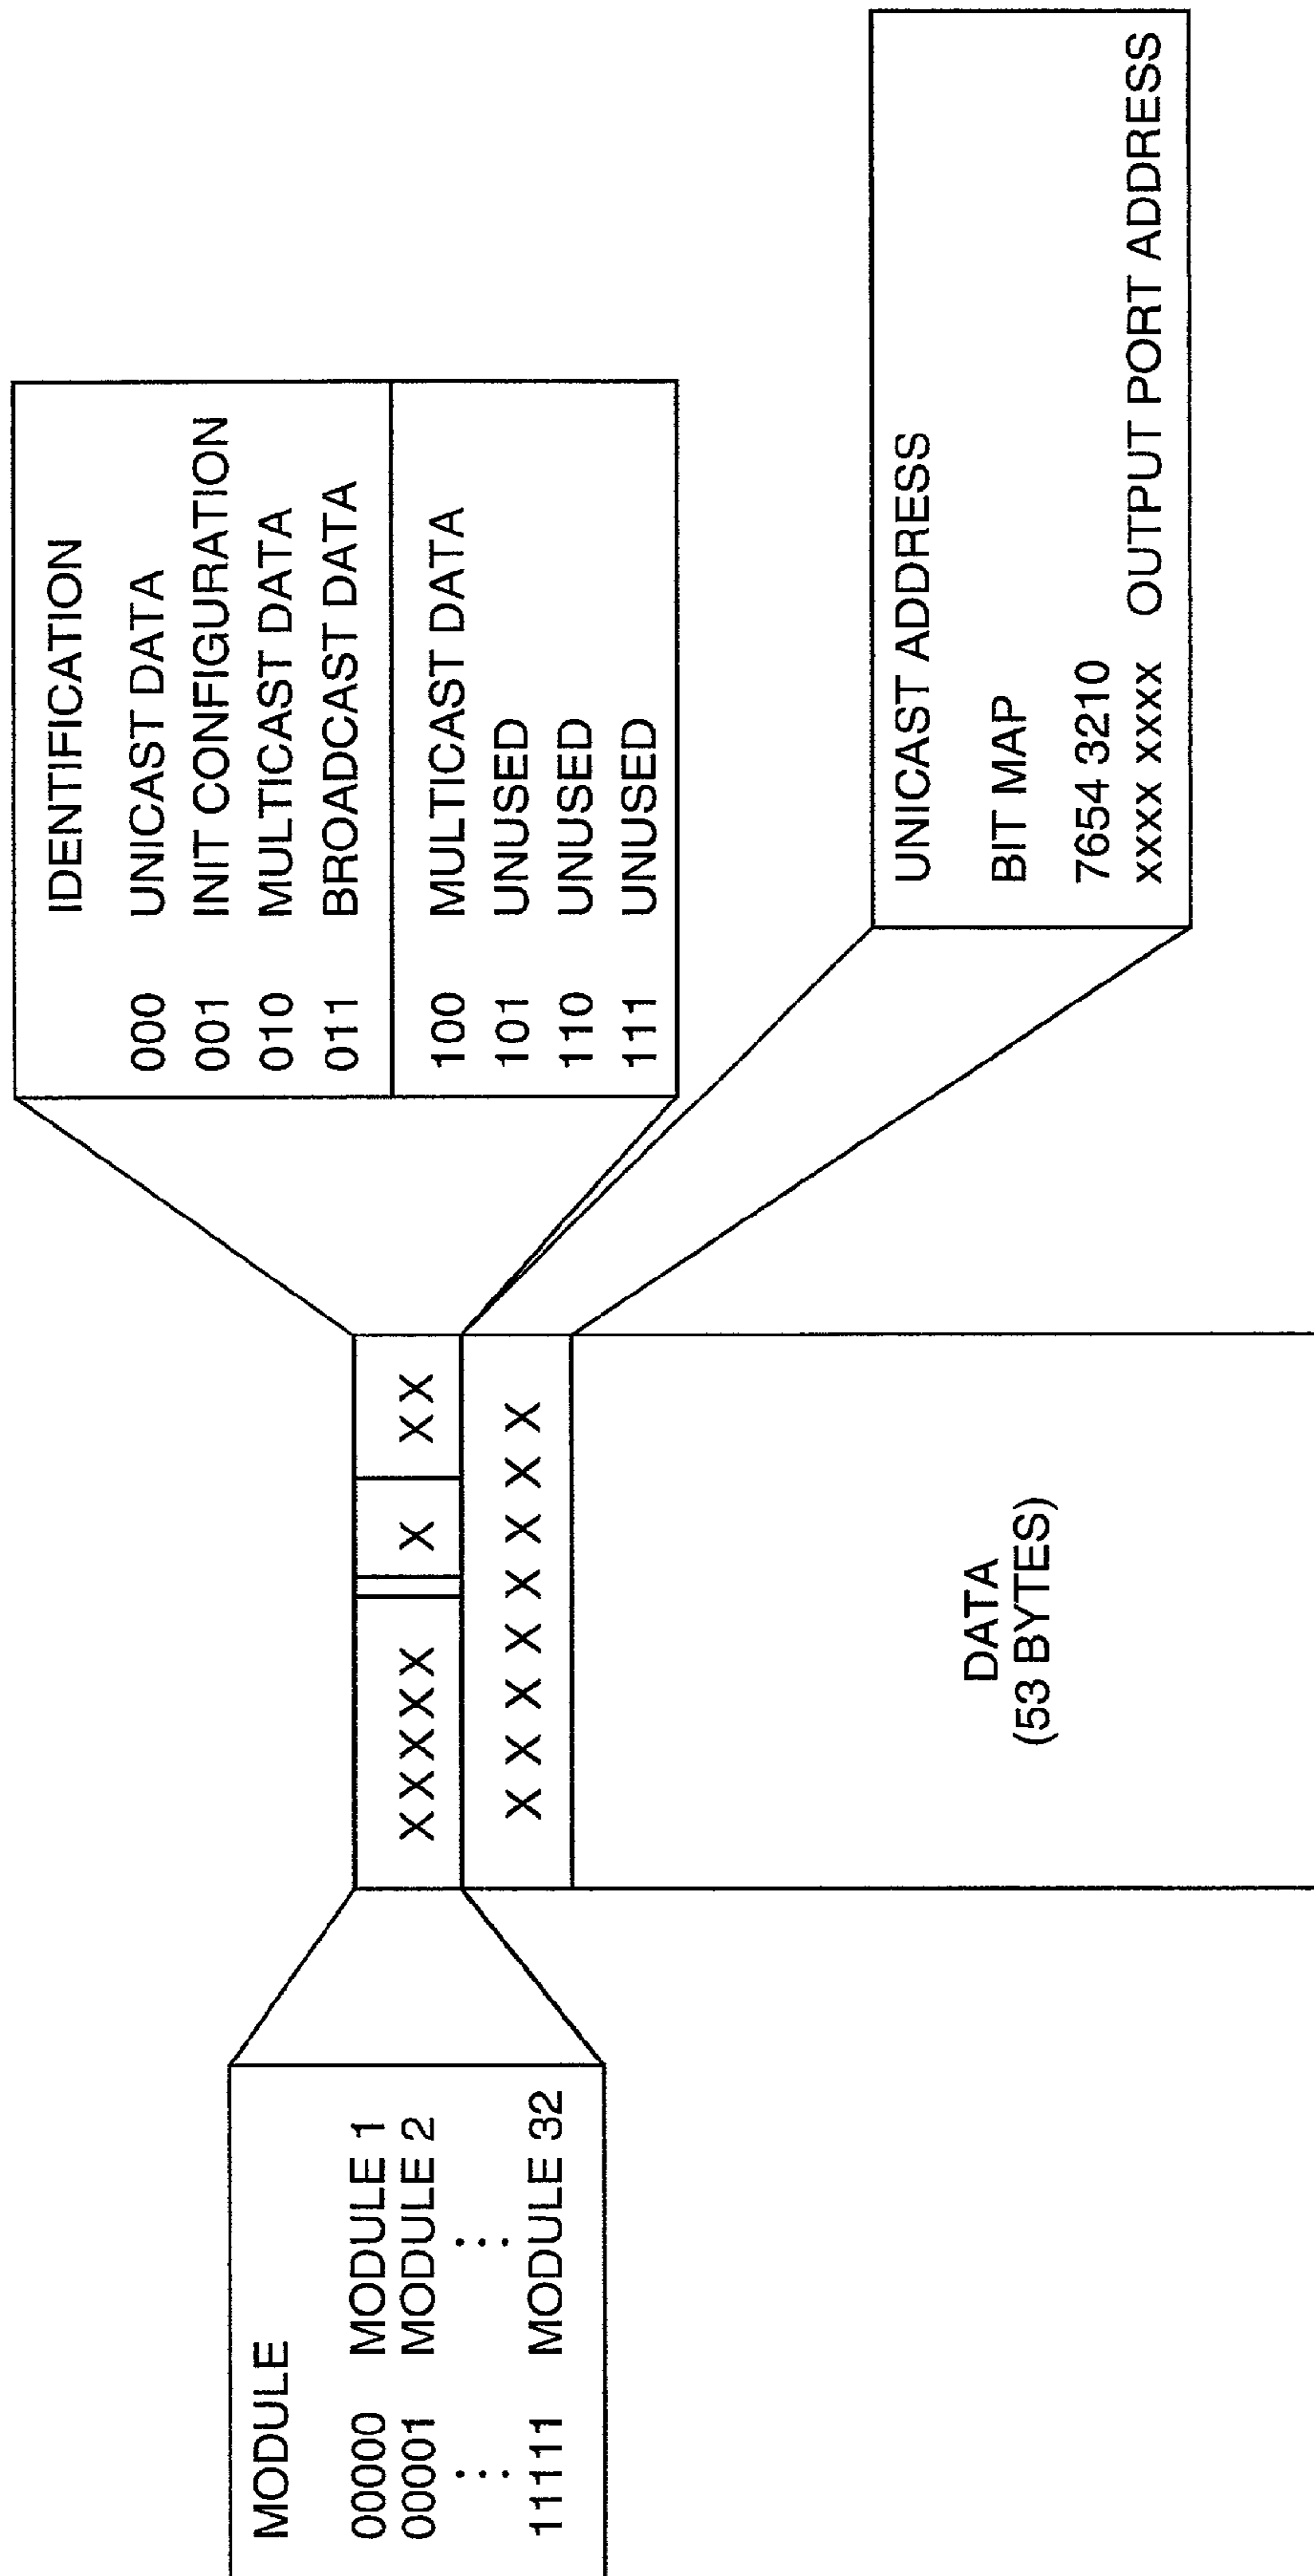 MODULE
00000 MODULE 1
00001 MODULE 2
⋮ ⋮
11111 MODULE 32
XXXXX X XX
X X X X X X X X
DATA
(53 BYTES)
IDENTIFICATION
000 UNICAST DATA
001 INIT CONFIGURATION
010 MULTICAST DATA
011 BROADCAST DATA
100 MULTICAST DATA
101 UNUSED
110 UNUSED
111 UNUSED
UNICAST ADDRESS
BIT MAP
7654 3210
xxxx xxxx OUTPUT PORT ADDRESS